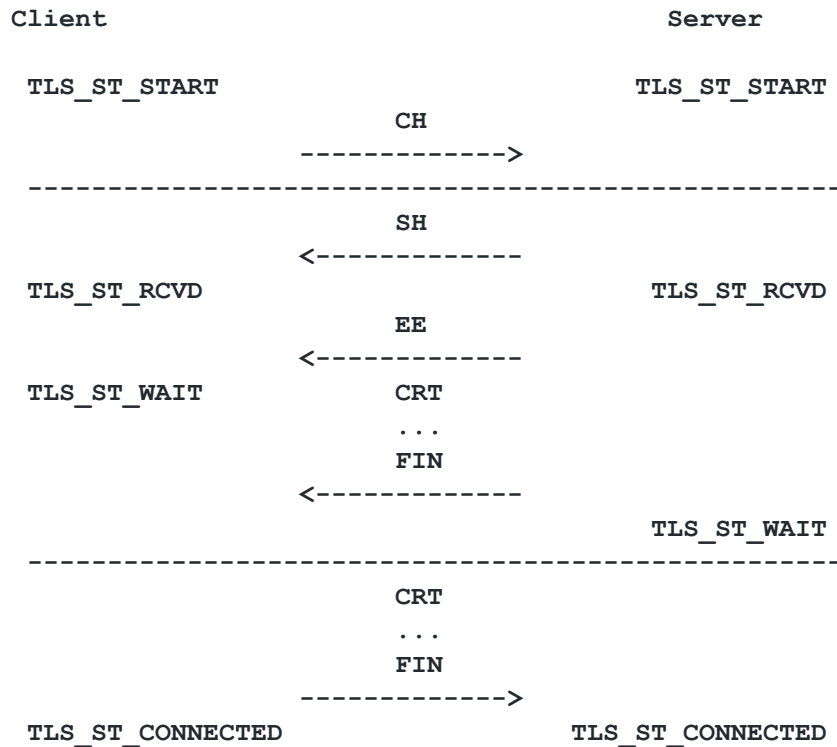 Client Server
TLS_ST_START TLS_ST_START
CH
------------->
---------------------------------------------------
SH
<-------------
TLS_ST_RCVD TLS_ST_RCVD
EE
<-------------
TLS_ST_WAIT CRT
...
FIN
<-------------
TLS_ST_WAIT
---------------------------------------------------
CRT
...
FIN
------------->
TLS_ST_CONNECTED TLS_ST_CONNECTED